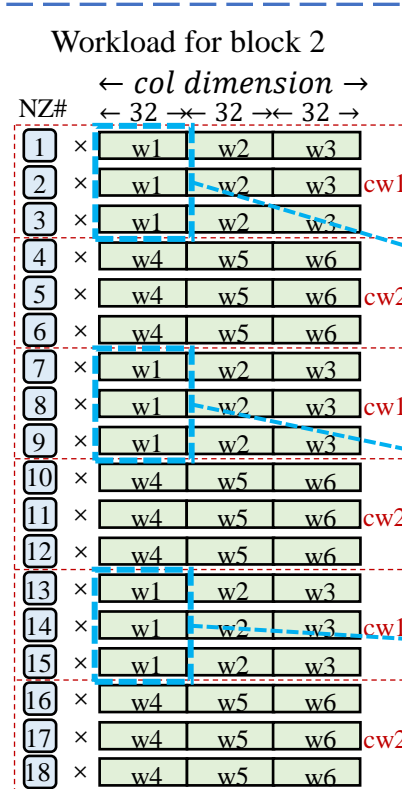 Workload for block 2
← col dimension →
NZ# ← 32 →← 32 →← 32 →
1 × w1 w2 w3
2 × w1 w2 w3 cw1
3 × w1 w2 w3
4 × w4 w5 w6
5 × w4 w5 w6 cw2
6 × w4 w5 w6
7 × w1 w2 w3
8 × w1 w2 w3 cw1
9 × w1 w2 w3
10 × w4 w5 w6
11 × w4 w5 w6 cw2
12 × w4 w5 w6
13 × w1 w2 w3
14 × w1 w2 w3 cw1
15 × w1 w2 w3
16 × w4 w5 w6
17 × w4 w5 w6 cw2
18 × w4 w5 w6